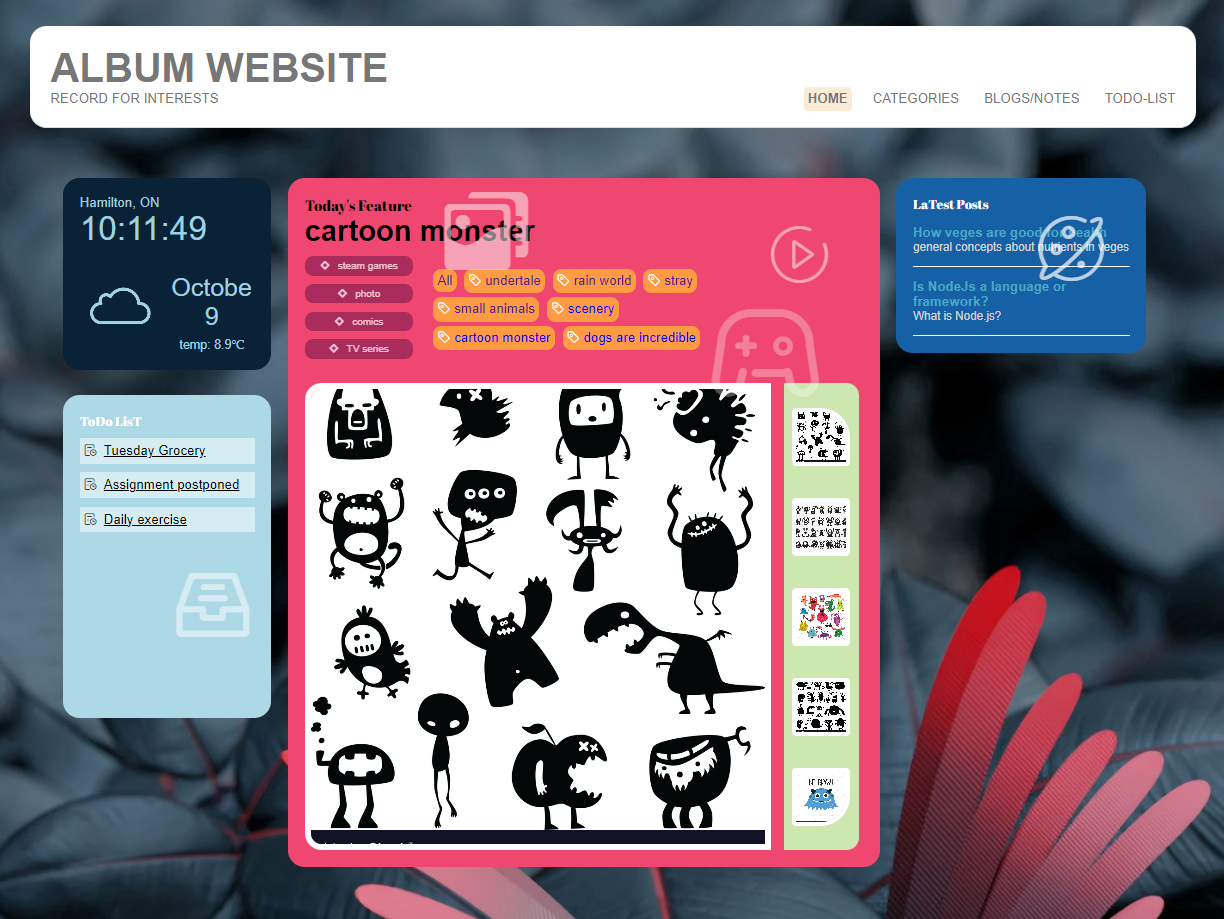 ALBUM WEBSITE
RECORD FOR INTERESTS
HOME
CATEGORIES
BLOGS/NOTES
TODO-LIST
Hamilton, ON
10:11:49
Octobe
9
temp: 8.9℃
ToDo LisT
Tuesday Grocery
Assignment postponed
Daily exercise
Today's Feature
cartoon monster
steam games
photo
comics
TV series
All
undertale
rain world
stray
small animals
scenery
cartoon monster
dogs are incredible
LaTest Posts
How veges are good for health
general concepts about nutrients in veges
Is NodeJs a language or
framework?
What is Node.js?